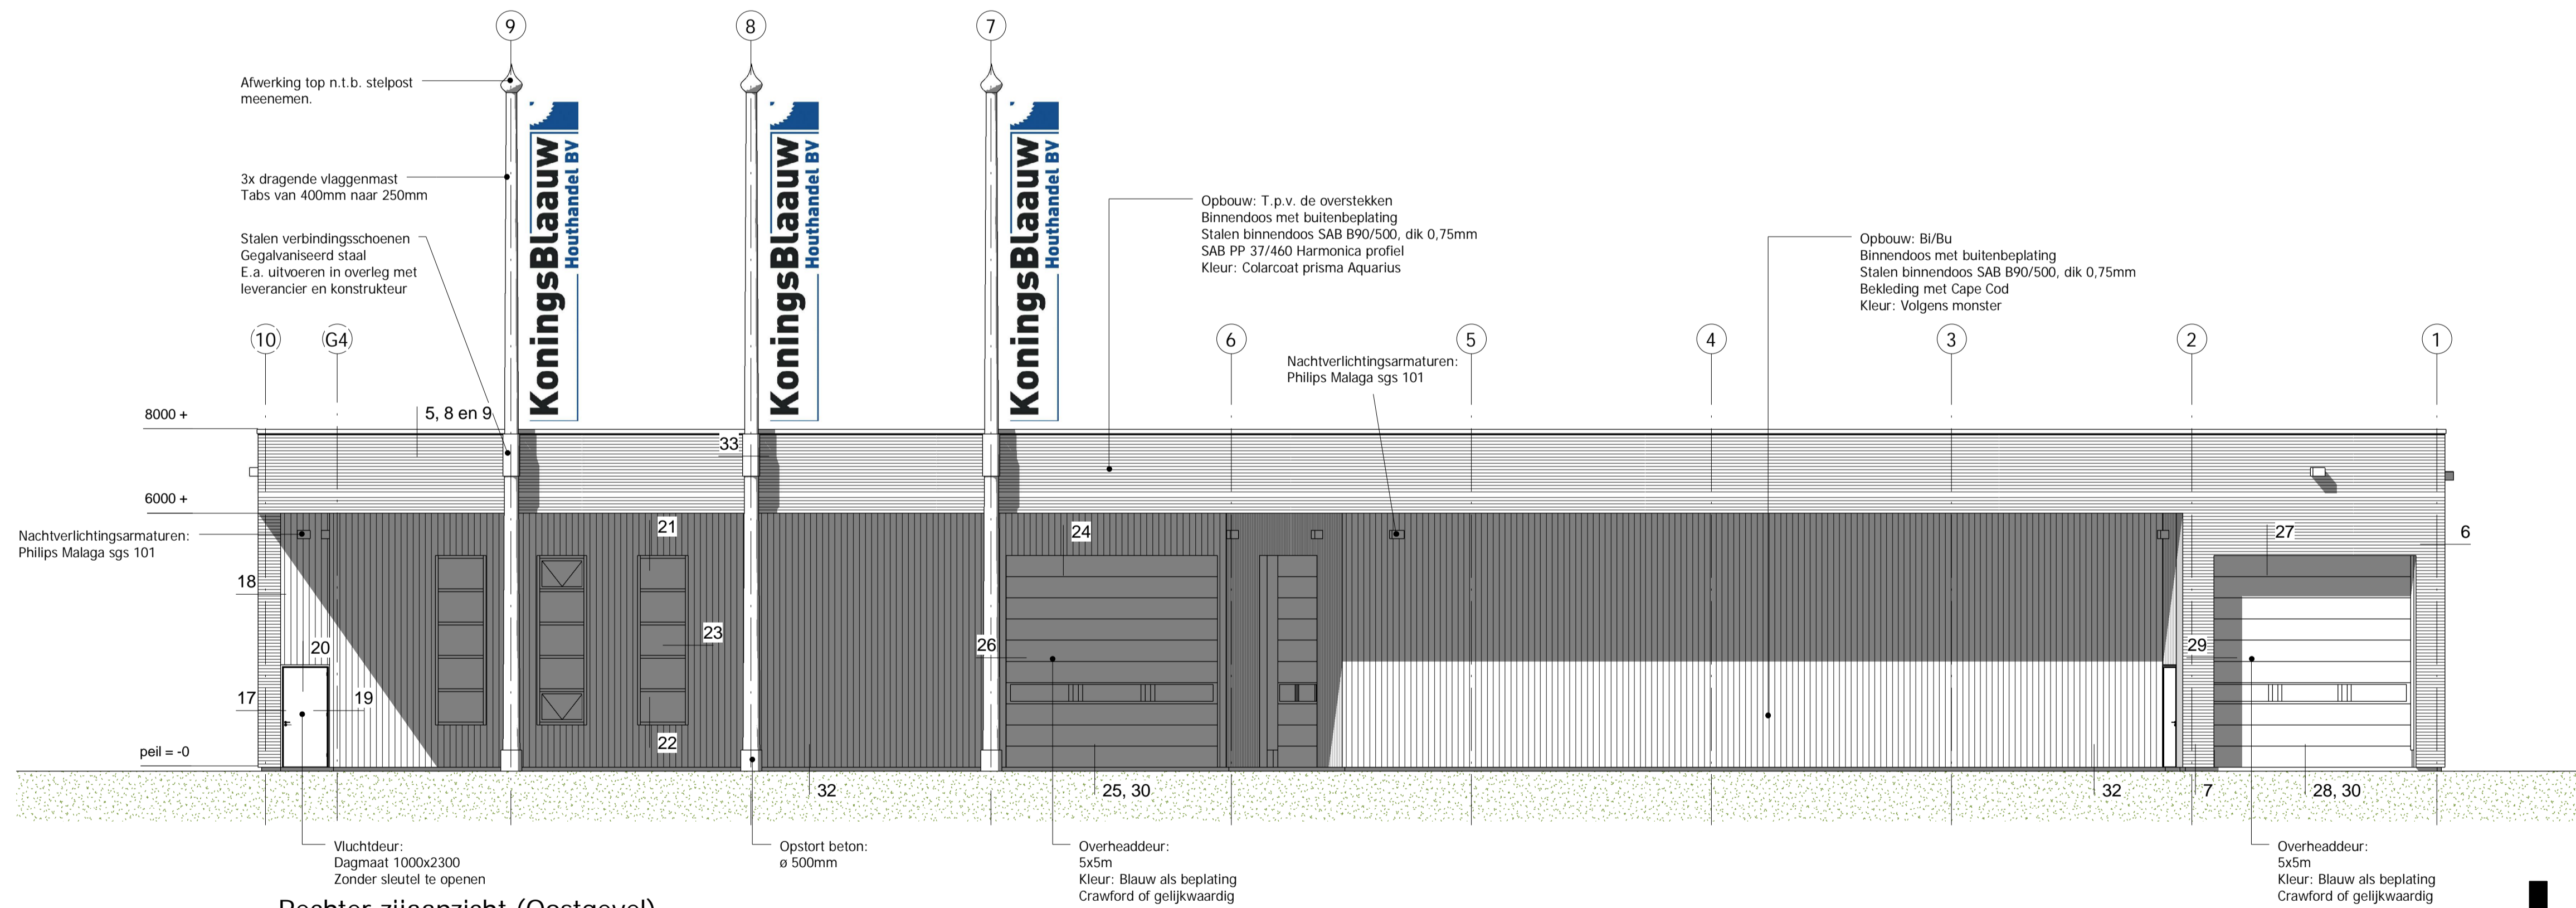 9
8
7
Afwerking top n.t.b. stelpost
meenemen.
3x dragende vlaggenmast
Tabs van 400mm naar 250mm
Stalen verbindingsschoenen
Gegalvaniseerd staal
E.a. uitvoeren in overleg met
leverancier en konstrukteur
KoningsBlaauw
Houthandel BV
KoningsBlaauw
Houthandel BV
KoningsBlaauw
Houthandel BV
Opbouw: T.p.v. de overstekken
Binnendoos met buitenbeplating
Stalen binnendoos SAB B90/500, dik 0,75mm
SAB PP 37/460 Harmonica profiel
Kleur: Colarcoat prisma Aquarius
Opbouw: Bi/Bu
Binnendoos met buitenbeplating
Stalen binnendoos SAB B90/500, dik 0,75mm
Bekleding met Cape Cod
Kleur: Volgens monster
10
G4
6
5
4
3
2
1
Nachtverlichtingsarmaturen:
Philips Malaga sgs 101
8000 +
5, 8 en 9
33
6000 +
Nachtverlichtingsarmaturen:
Philips Malaga sgs 101
21
24
27
6
18
23
20
26
29
17
19
22
peil = -0
32
25, 30
32
7
28, 30
Vluchtdeur:
Dagmaat 1000x2300
Zonder sleutel te openen
Opstort beton:
ø 500mm
Overheaddeur:
5x5m
Kleur: Blauw als beplating
Crawford of gelijkwaardig
Overheaddeur:
5x5m
Kleur: Blauw als beplating
Crawford of gelijkwaardig
Rechter zijaanzicht (Oostgevel)